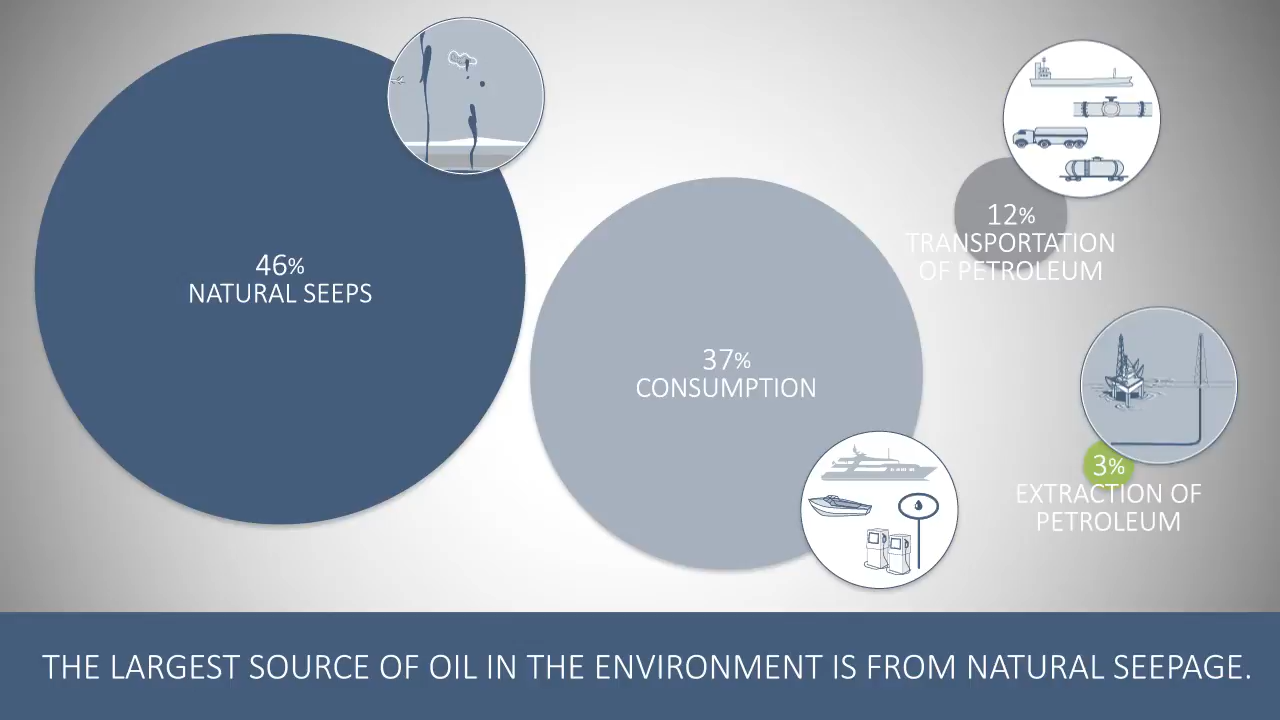 46%
NATURAL SEEPS
37%
CONSUMPTION
12%
TRANSPORTATION
OF PETROLEUM
3%
EXTRACTION OF
PETROLEUM
THE LARGEST SOURCE OF OIL IN THE ENVIRONMENT IS FROM NATURAL SEEPAGE.